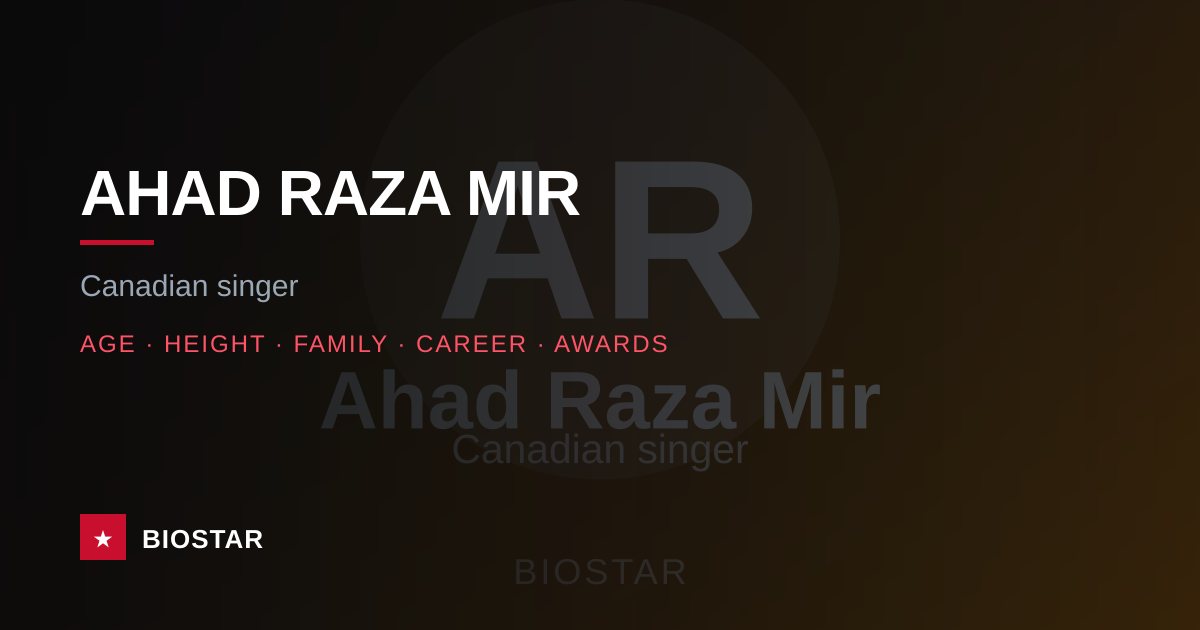 AR
AHAD RAZA MIR
Canadian singer
AGE · HEIGHT · FAMILY · CAREER · AWARDS
Ahad Raza Mir
Canadian singer
★ BIOSTAR
BIOSTAR